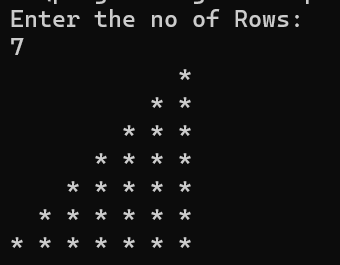 Enter the no of Rows:
7
            *
          * *
        * * *
      * * * *
    * * * * *
  * * * * * *
* * * * * * *